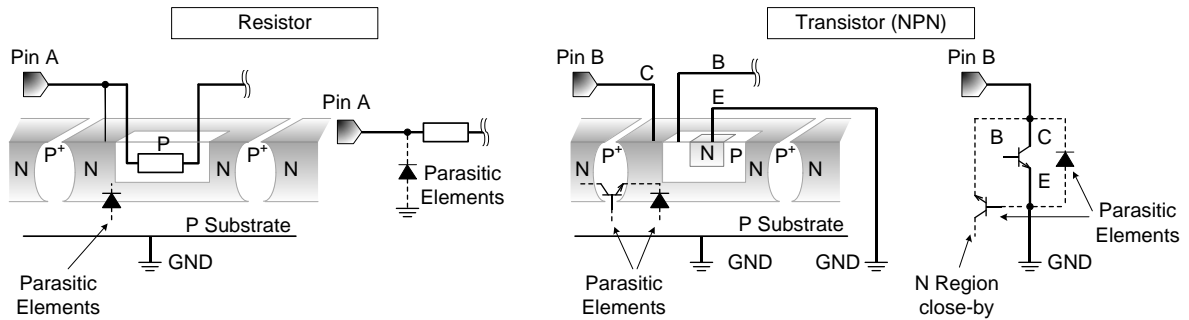 Resistor
Pin A
N P+ N P N P+ N
Parasitic
Elements
P Substrate
GND
Pin A
Parasitic
Elements
Transistor (NPN)
Pin B
C
B
E
N P+ N N P P+ N
P Substrate
Parasitic
Elements
GND
GND
Pin B
B C
E
Parasitic
Elements
GND
N Region
close-by